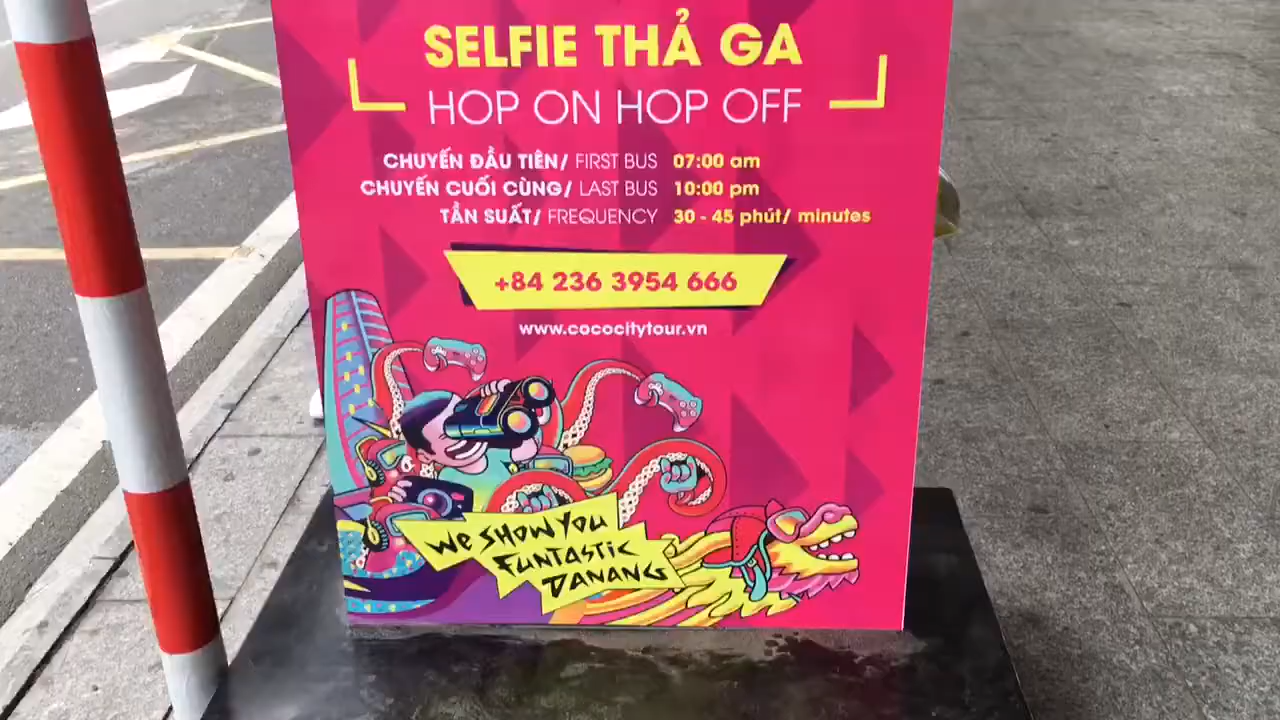 SELFIE THẢ GA
HOP ON HOP OFF
CHUYẾN ĐẦU TIÊN/ FIRST BUS 07:00 am
CHUYẾN CUỐI CÙNG/ LAST BUS 10:00 pm
TẦN SUẤT/ FREQUENCY 30 - 45 phút/ minutes
+84 236 3954 666
www.cococitytour.vn
WE SHOW YOU
FUNTASTIC
DANANG